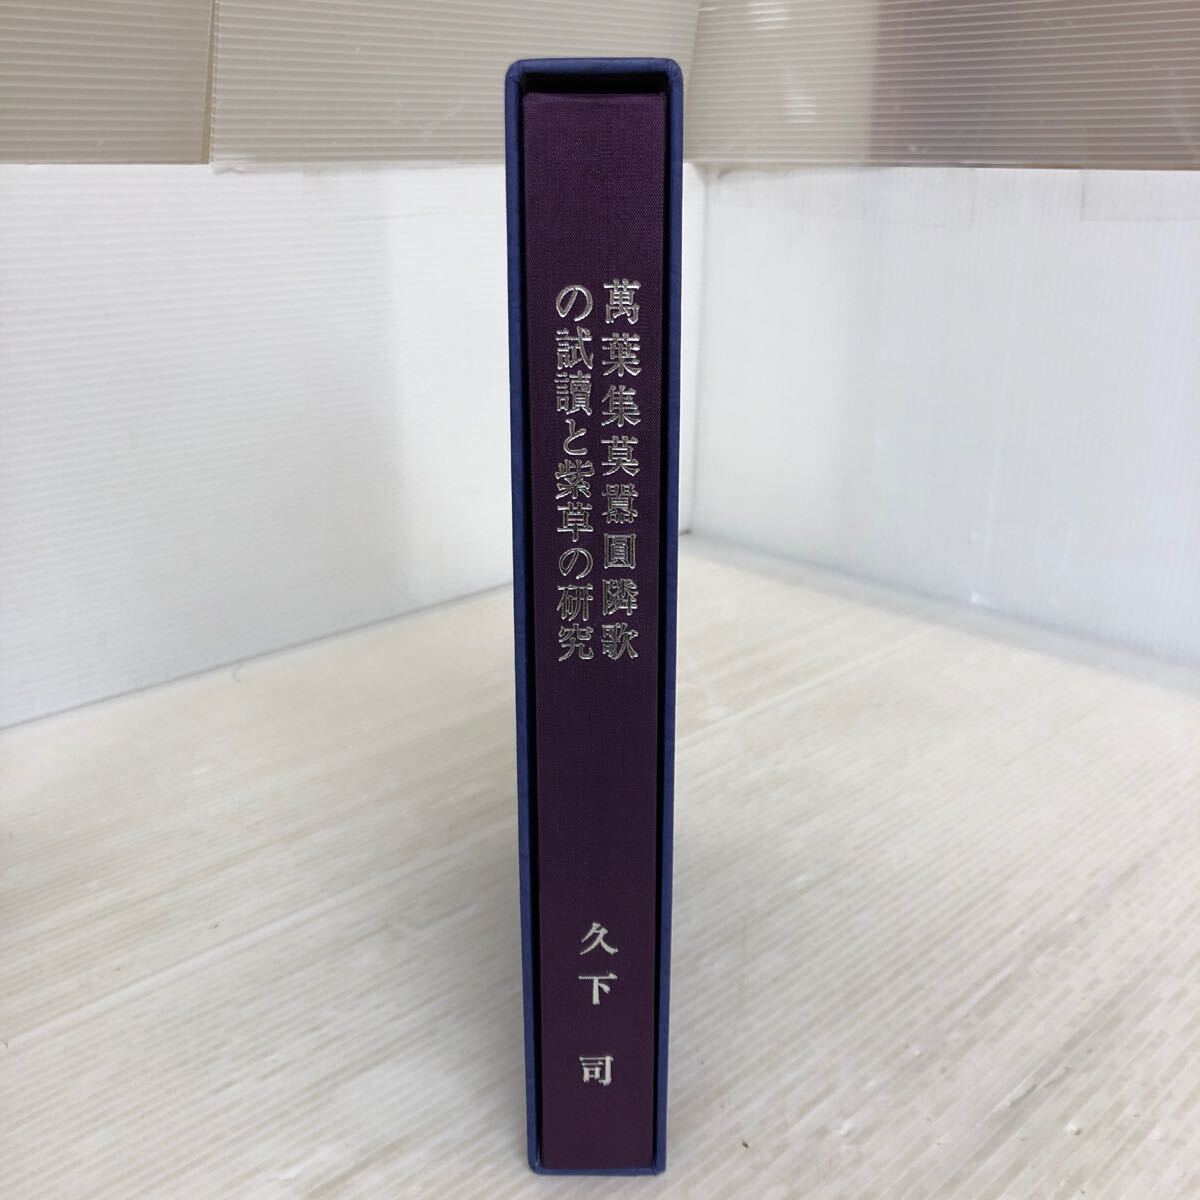 萬葉集莫囂圓隣歌
の試讀と紫草の研究
久下司